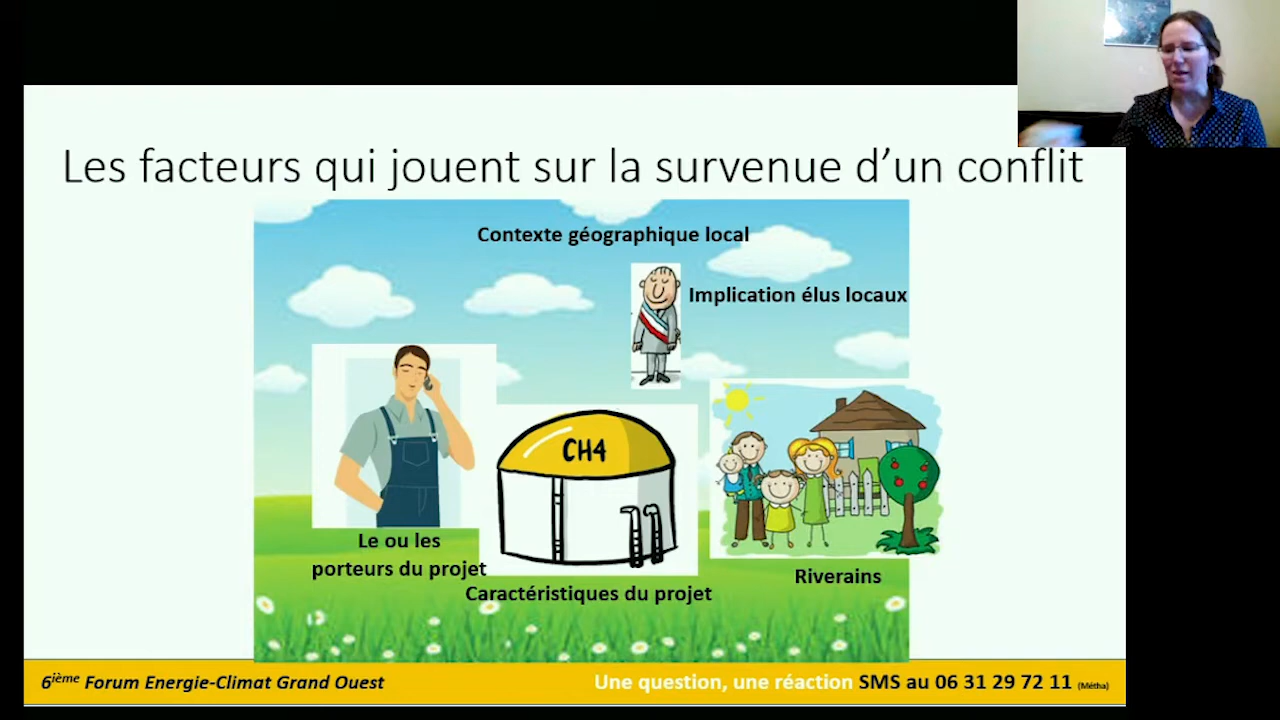 Les facteurs qui jouent sur la survenue d’un conflit
Contexte géographique local
Implication élus locaux
CH4
Le ou les
porteurs du projet
Caractéristiques du projet
Riverains
6ième Forum Energie-Climat Grand Ouest
Une question, une réaction SMS au 06 31 29 72 11 (Métha)